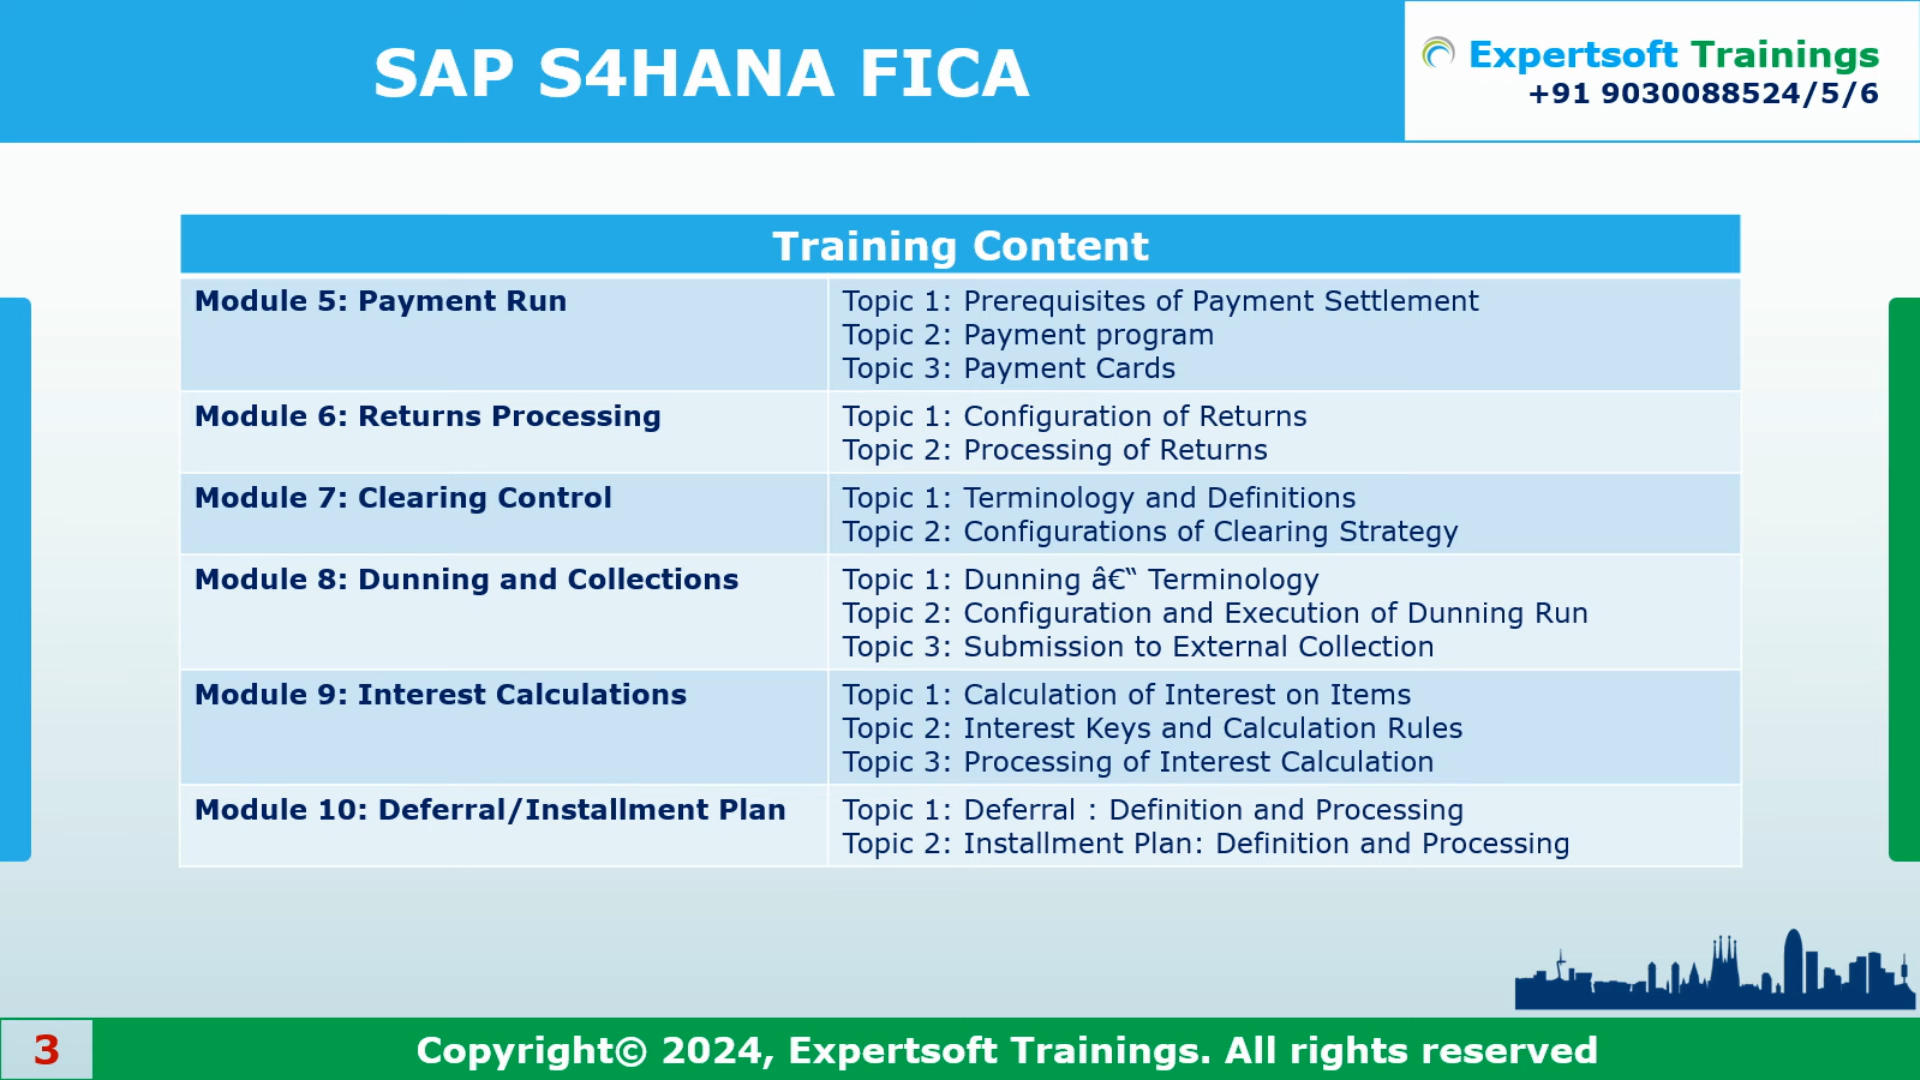 SAP S4HANA FICA
Expertsoft Trainings
+91 9030088524/5/6
Training Content
Module 5: Payment Run
Topic 1: Prerequisites of Payment Settlement
Topic 2: Payment program
Topic 3: Payment Cards
Module 6: Returns Processing
Topic 1: Configuration of Returns
Topic 2: Processing of Returns
Module 7: Clearing Control
Topic 1: Terminology and Definitions
Topic 2: Configurations of Clearing Strategy
Module 8: Dunning and Collections
Topic 1: Dunning â€“ Terminology
Topic 2: Configuration and Execution of Dunning Run
Topic 3: Submission to External Collection
Module 9: Interest Calculations
Topic 1: Calculation of Interest on Items
Topic 2: Interest Keys and Calculation Rules
Topic 3: Processing of Interest Calculation
Module 10: Deferral/Installment Plan
Topic 1: Deferral : Definition and Processing
Topic 2: Installment Plan: Definition and Processing
3
Copyright© 2024, Expertsoft Trainings. All rights reserved